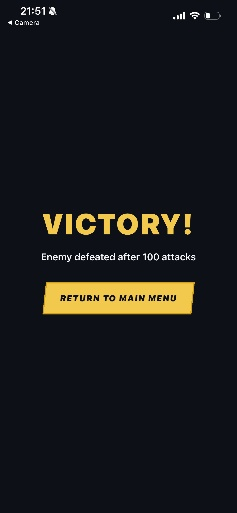 21:51
◀ Camera
VICTORY!
Enemy defeated after 100 attacks
RETURN TO MAIN MENU